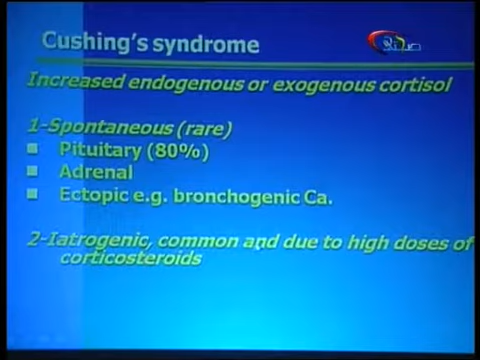 Cushing's syndrome
Increased endogenous or exogenous cortisol
1-Spontaneous (rare)
Pituitary (80%)
Adrenal
Ectopic e.g. bronchogenic Ca.
2-Iatrogenic, common and due to high doses of
corticosteroids